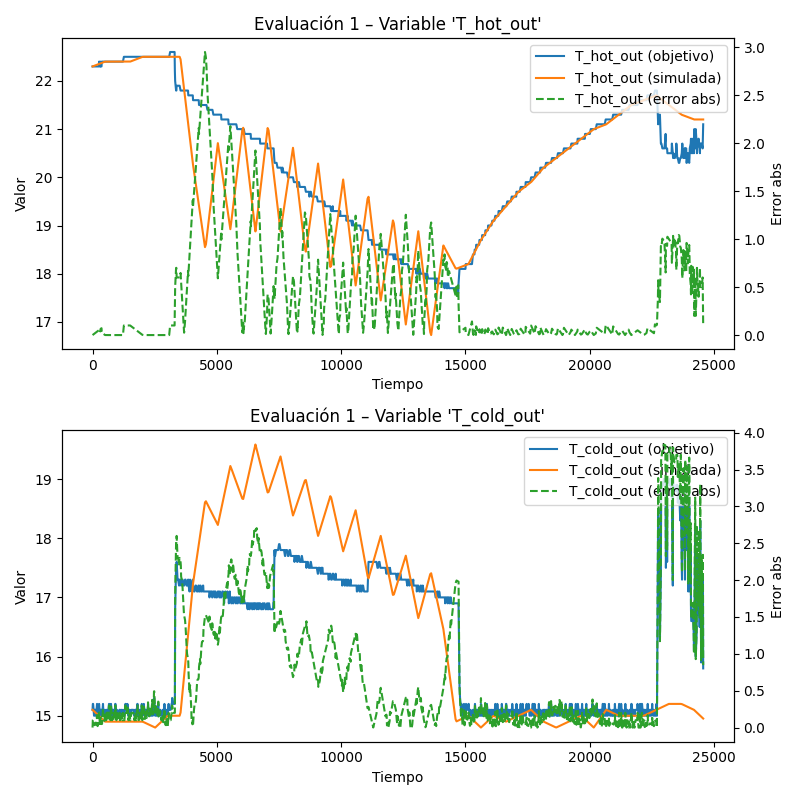 Evaluación 1 – Variable 'T_hot_out'
T_hot_out (objetivo)
T_hot_out (simulada)
T_hot_out (error abs)
Valor
22
21
20
19
18
17
3.0
2.5
2.0
1.5
1.0
0.5
0.0
Error abs
0 5000 10000 15000 20000 25000
Tiempo
Evaluación 1 – Variable 'T_cold_out'
T_cold_out (objetivo)
T_cold_out (simulada)
T_cold_out (error abs)
Valor
19
18
17
16
15
4.0
3.5
3.0
2.5
2.0
1.5
1.0
0.5
0.0
Error abs
0 5000 10000 15000 20000 25000
Tiempo